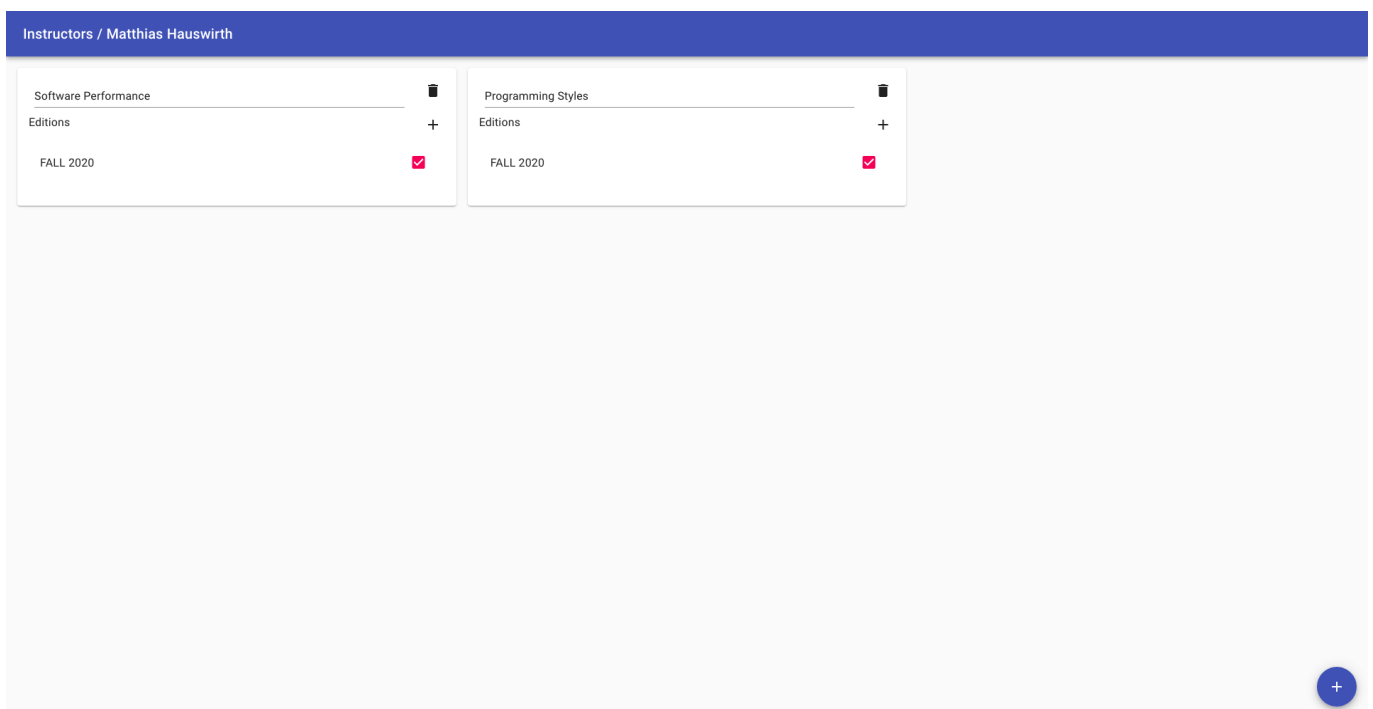 Instructors / Matthias Hauswirth
Software Performance
Editions
FALL 2020
Programming Styles
Editions
FALL 2020